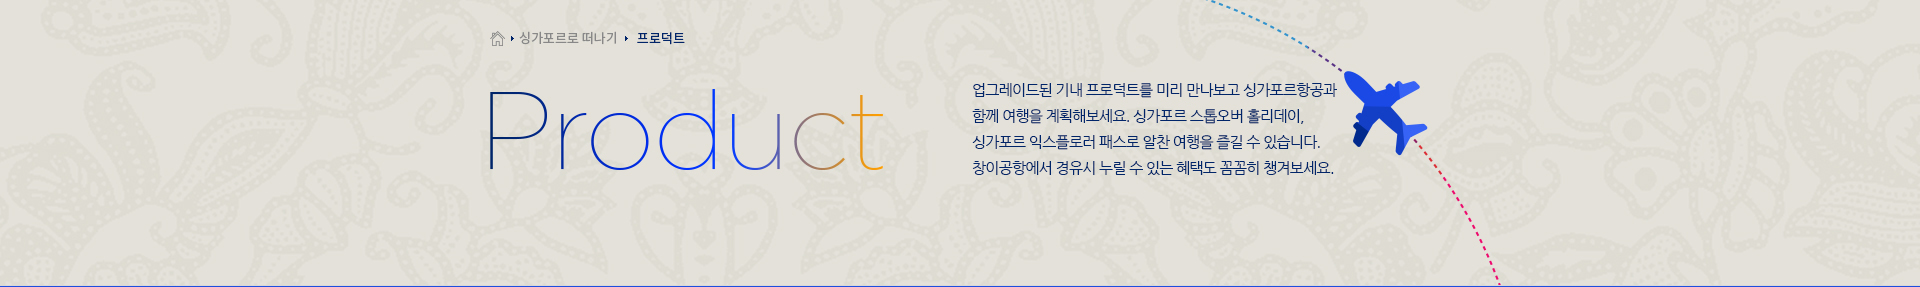 싱가포르로 떠나기 프로덕트
Product
업그레이드된 기내 프로덕트를 미리 만나보고 싱가포르항공과
함께 여행을 계획해보세요. 싱가포르 스톱오버 홀리데이,
싱가포르 익스플로러 패스로 알찬 여행을 즐길 수 있습니다.
창이공항에서 경유시 누릴 수 있는 혜택도 꼼꼼히 챙겨보세요.